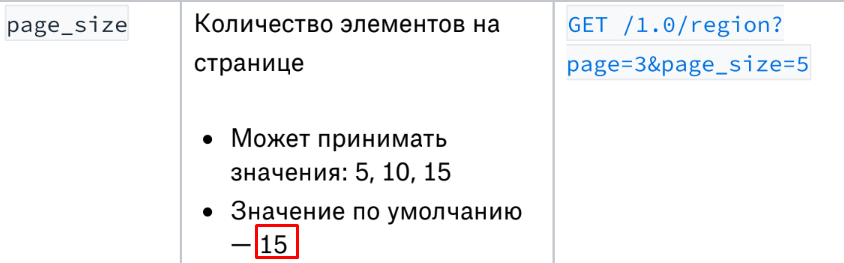 page_size
Количество элементов на
странице
• Может принимать
значения: 5, 10, 15
• Значение по умолчанию
— 15
GET /1.0/region?
page=3&page_size=5